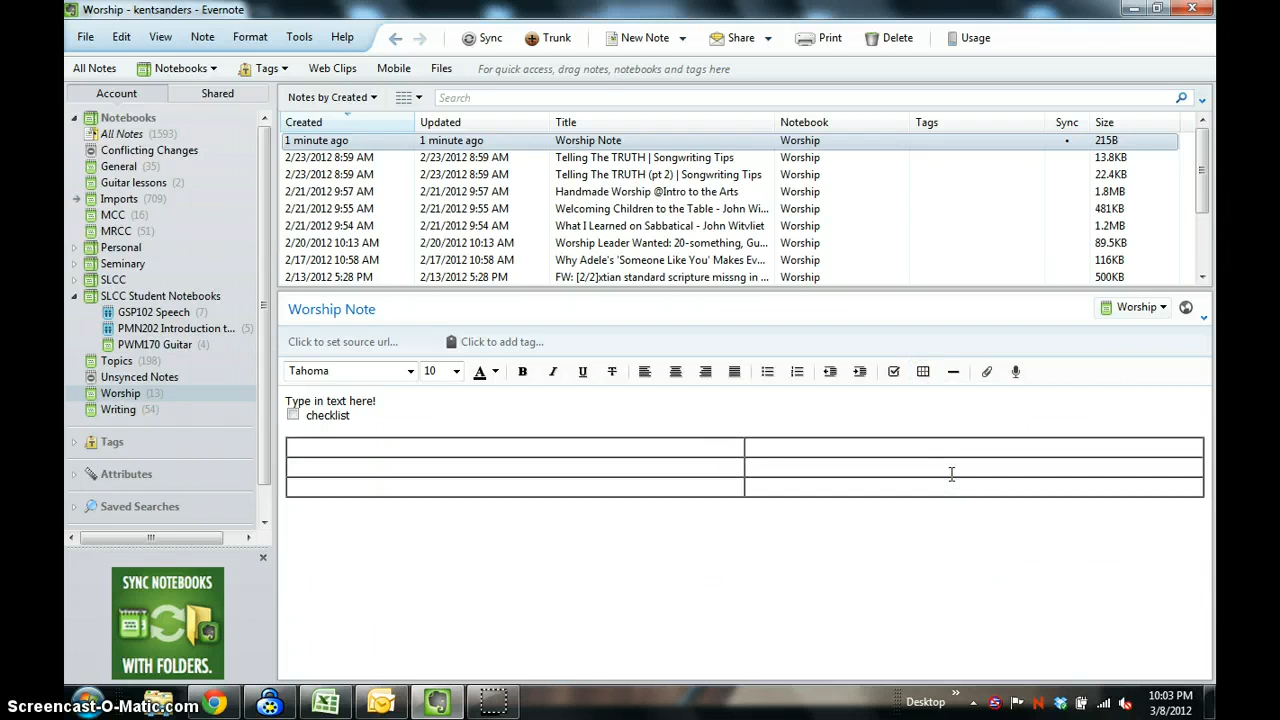 Worship - kentsanders - Evernote
File Edit View Note Format Tools Help Sync Trunk New Note Share Print Delete Usage
All Notes Notebooks Tags Web Clips Mobile Files For quick access, drag notes, notebooks and tags here
Account Shared
Notebooks
All Notes (1593)
Conflicting Changes
General (35)
Guitar lessons (2)
Imports (709)
MCC (16)
MRCC (51)
Personal
Seminary
SLCC
SLCC Student Notebooks
GSP102 Speech (7)
PMN202 Introduction t... (5)
PWM170 Guitar (4)
Topics (198)
Unsynced Notes
Worship (13)
Writing (54)
Tags
Attributes
Saved Searches
SYNC NOTEBOOKS
WITH FOLDERS.
Notes by Created Search
Created Updated Title Notebook Tags Sync Size
1 minute ago 1 minute ago Worship Note Worship • 215B
2/23/2012 8:59 AM 2/23/2012 8:59 AM Telling The TRUTH | Songwriting Tips Worship 13.8KB
2/23/2012 8:59 AM 2/23/2012 8:59 AM Telling The TRUTH (pt 2) | Songwriting Tips Worship 22.4KB
2/21/2012 9:57 AM 2/21/2012 9:57 AM Handmade Worship @Intro to the Arts Worship 1.8MB
2/21/2012 9:55 AM 2/21/2012 9:55 AM Welcoming Children to the Table - John Wi... Worship 481KB
2/21/2012 9:54 AM 2/21/2012 9:54 AM What I Learned on Sabbatical - John Witvliet Worship 1.2MB
2/20/2012 10:13 AM 2/20/2012 10:13 AM Worship Leader Wanted: 20-something, Gu... Worship 89.5KB
2/17/2012 10:58 AM 2/17/2012 10:58 AM Why Adele's 'Someone Like You' Makes Ev... Worship 116KB
2/13/2012 5:28 PM 2/13/2012 5:28 PM FW: [2/2]xtian standard scripture missng in ... Worship 500KB
Worship Note Worship
Click to set source url... Click to add tag...
Tahoma 10 A B I U T
Type in text here!
checklist
Desktop » 10:03 PM
3/8/2012
Screencast-O-Matic.com